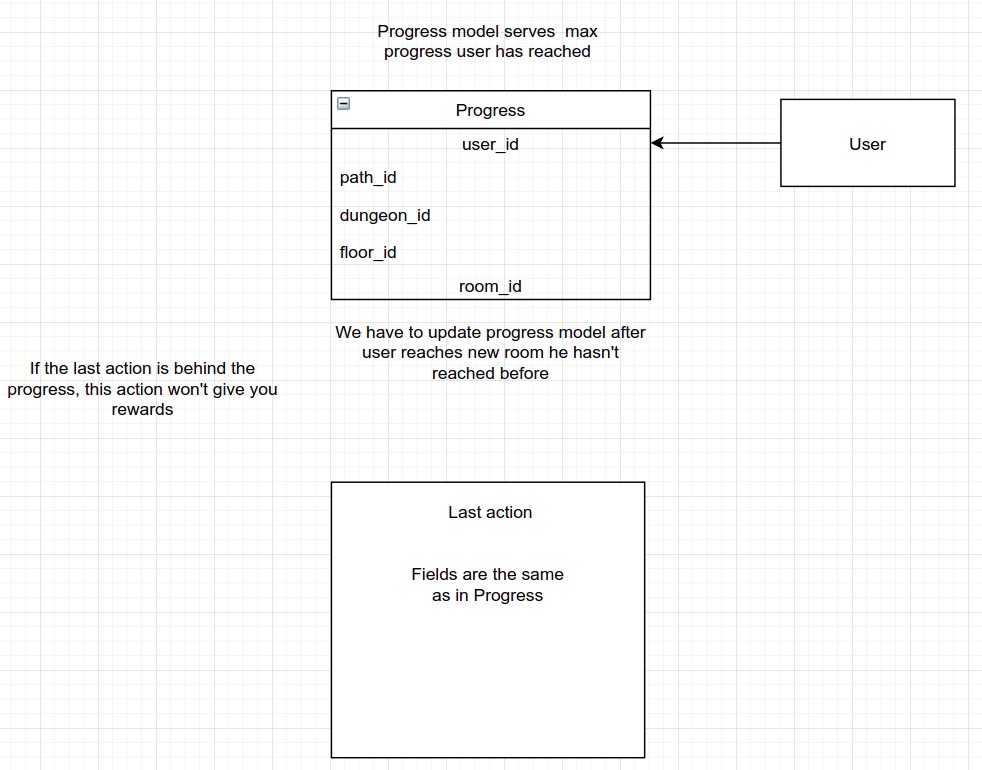 Progress model serves  max
progress user has reached
Progress
user_id
User
path_id
dungeon_id
floor_id
room_id
We have to update progress model after
user reaches new room he hasn't
reached before
If the last action is behind the
progress, this action won't give you
rewards
Last action
Fields are the same
as in Progress